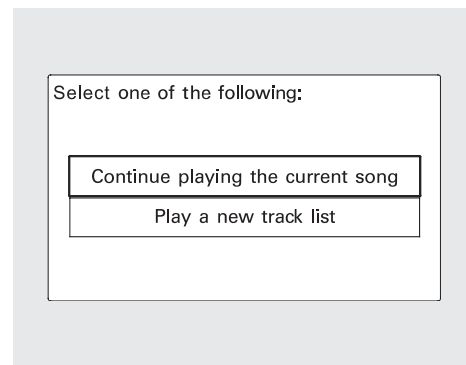 Select one of the following:
Continue playing the current song
Play a new track list